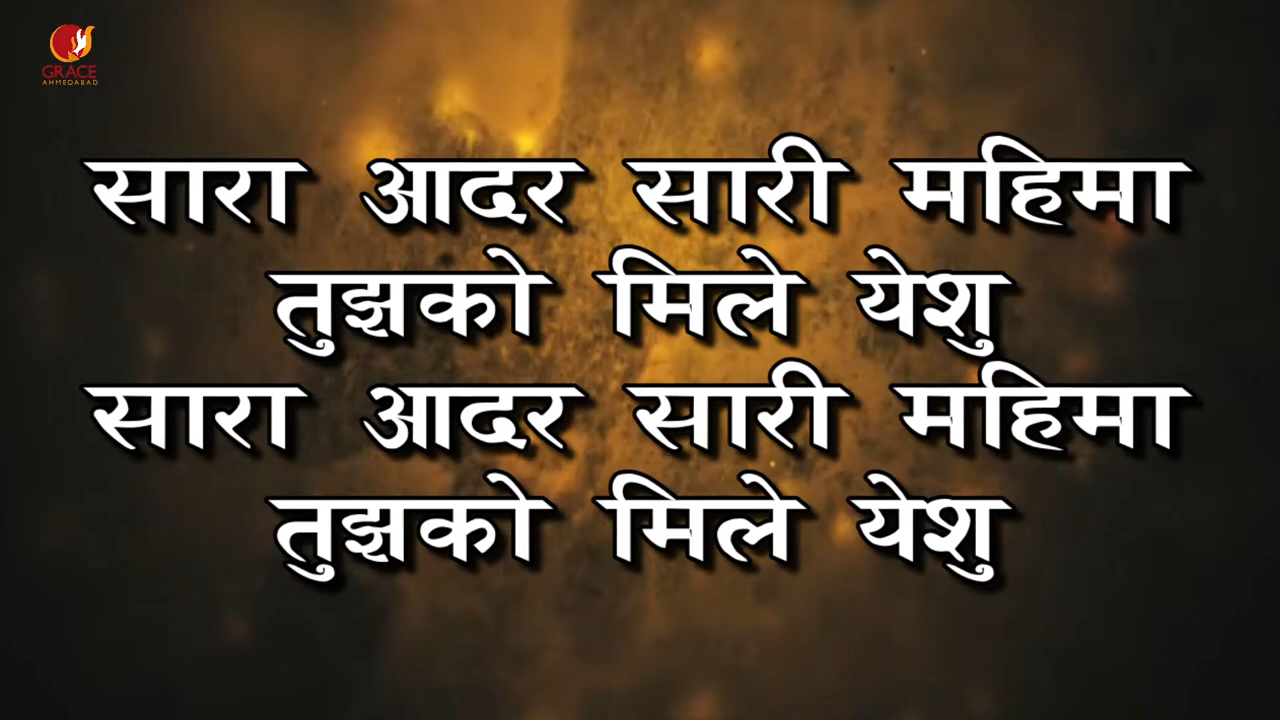 GRACE
AHMEDABAD
सारा आदर सारी महिमा
तुझको मिले येशु
सारा आदर सारी महिमा
तुझको मिले येशु